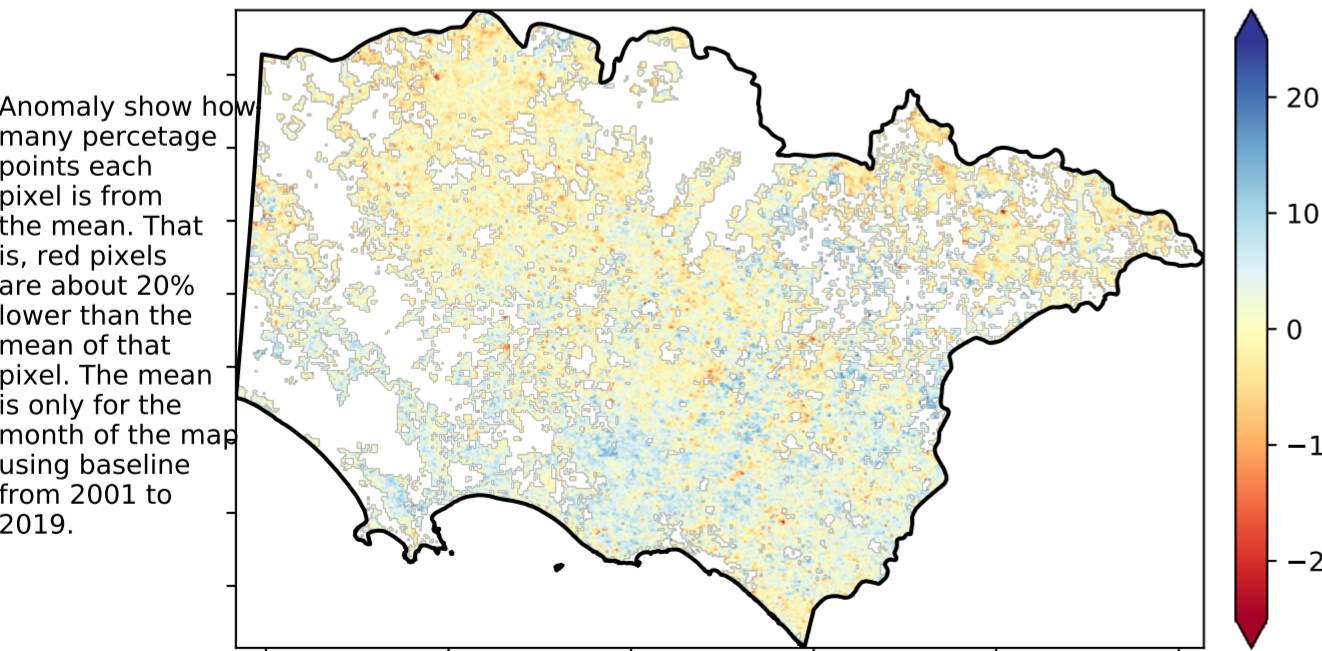 Anomaly show how
many percetage
points each
pixel is from
the mean. That
is, red pixels
are about 20%
lower than the
mean of that
pixel. The mean
is only for the
month of the map
using baseline
from 2001 to
2019.
20
10
0
−1
−2